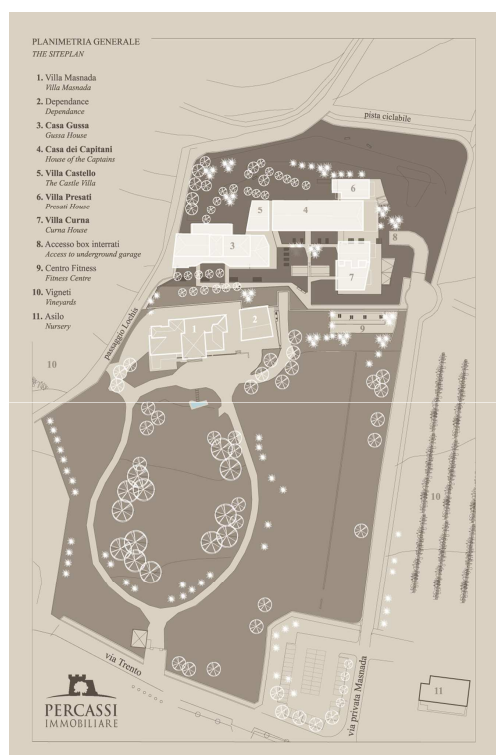 PLANIMETRIA GENERALE
THE SITEPLAN
1. Villa Masnada
Villa Masnada
2. Dependance
Dependance
3. Casa Gussa
Gussa House
4. Casa dei Capitani
House of the Captains
5. Villa Castello
The Castle Villa
6. Villa Presati
Presati House
7. Villa Curna
Curna House
8. Accesso box interrati
Access to underground garage
9. Centro Fitness
Fitness Centre
10. Vigneti
Vineyards
11. Asilo
Nursery
pista ciclabile
6
5
4
8
3
7
passaggio Lochis
1
2
9
10
10
via Trento
via privata Masnada
11
PERCASSI
IMMOBILIARE